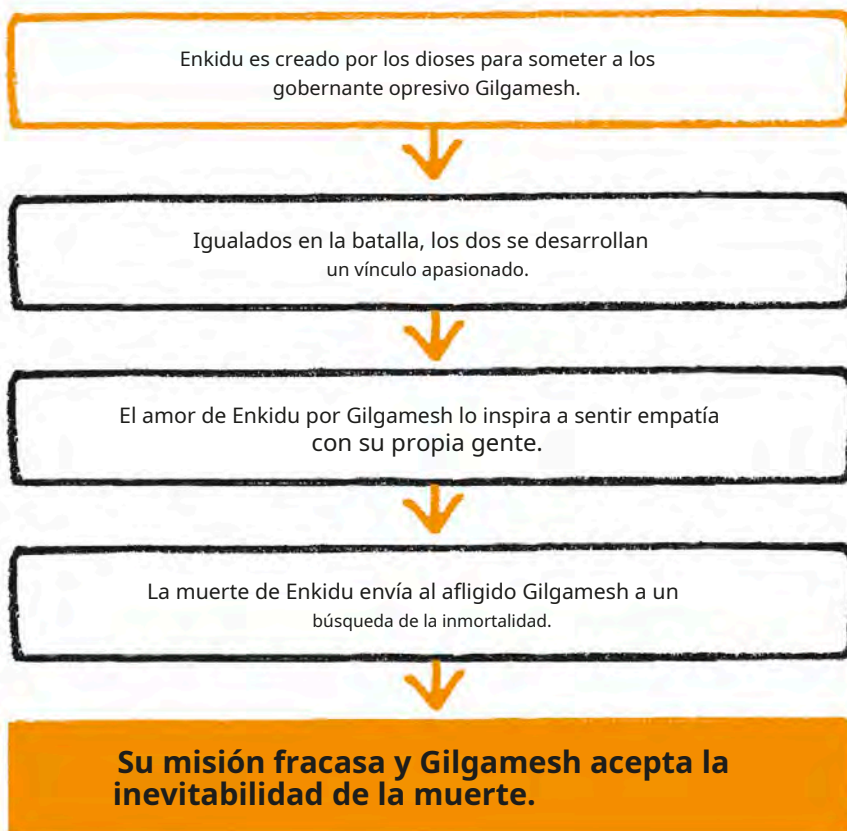 Enkidu es creado por los dioses para someter a los
gobernante opresivo Gilgamesh.
Igualados en la batalla, los dos se desarrollan
un vínculo apasionado.
El amor de Enkidu por Gilgamesh lo inspira a sentir empatía
con su propia gente.
La muerte de Enkidu envía al afligido Gilgamesh a un
búsqueda de la inmortalidad.
Su misión fracasa y Gilgamesh acepta la
inevitabilidad de la muerte.